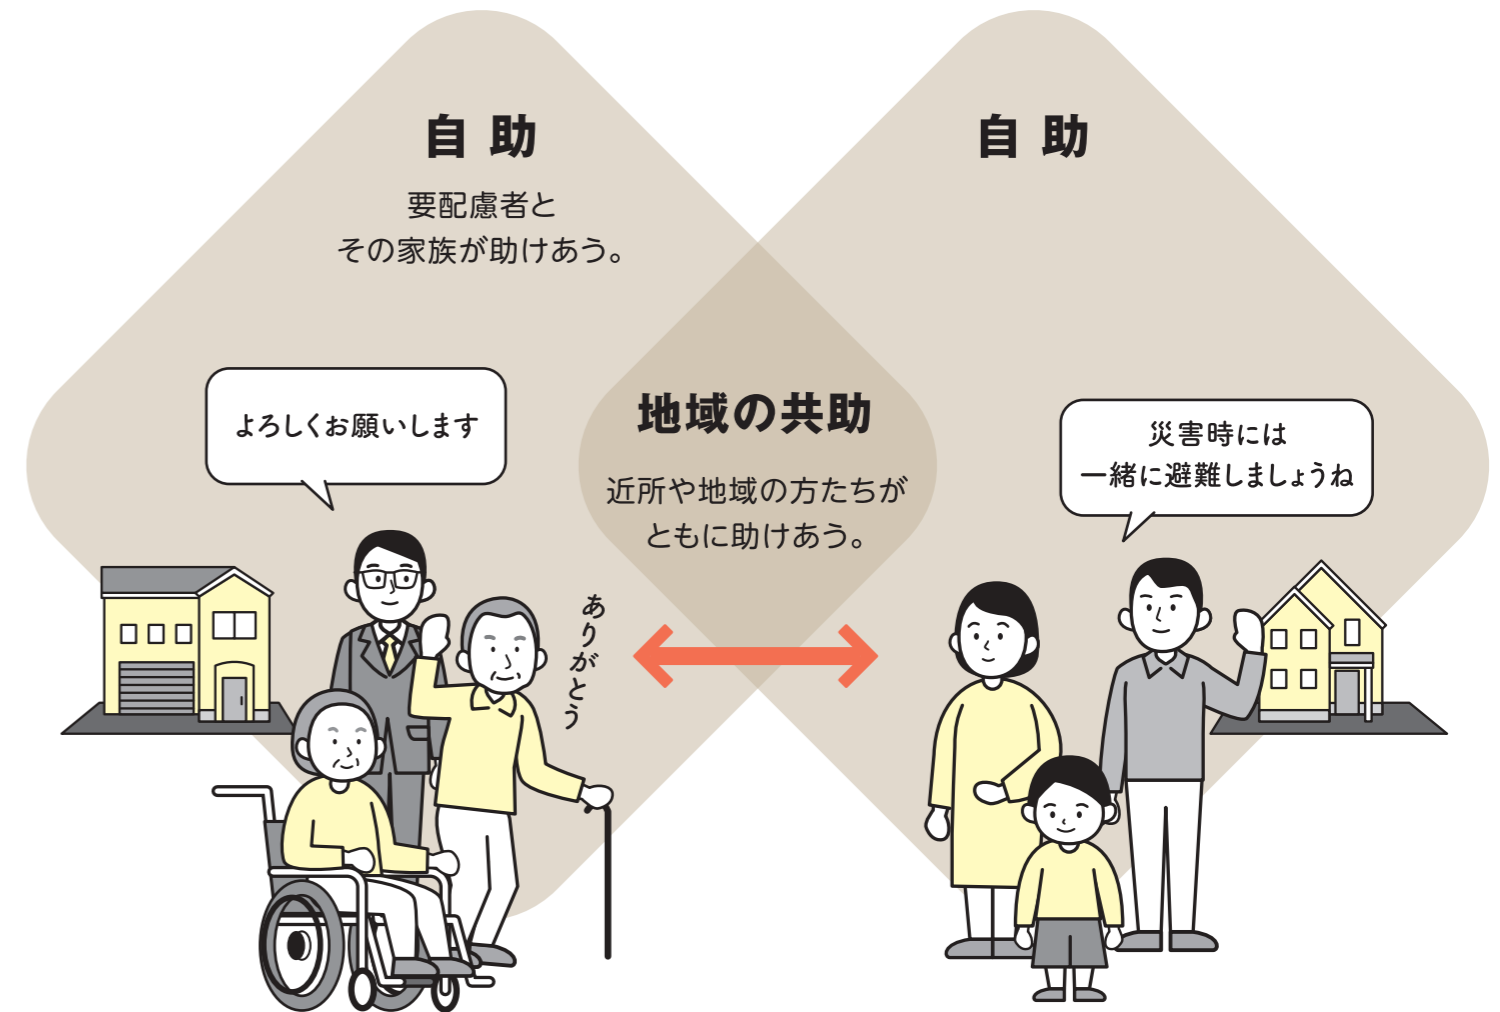 自助
要配慮者と
その家族が助けあう。
自助
地域の共助
近所や地域の方たちが
ともに助けあう。
よろしくお願いします
ありがとう
災害時には
一緒に避難しましょうね